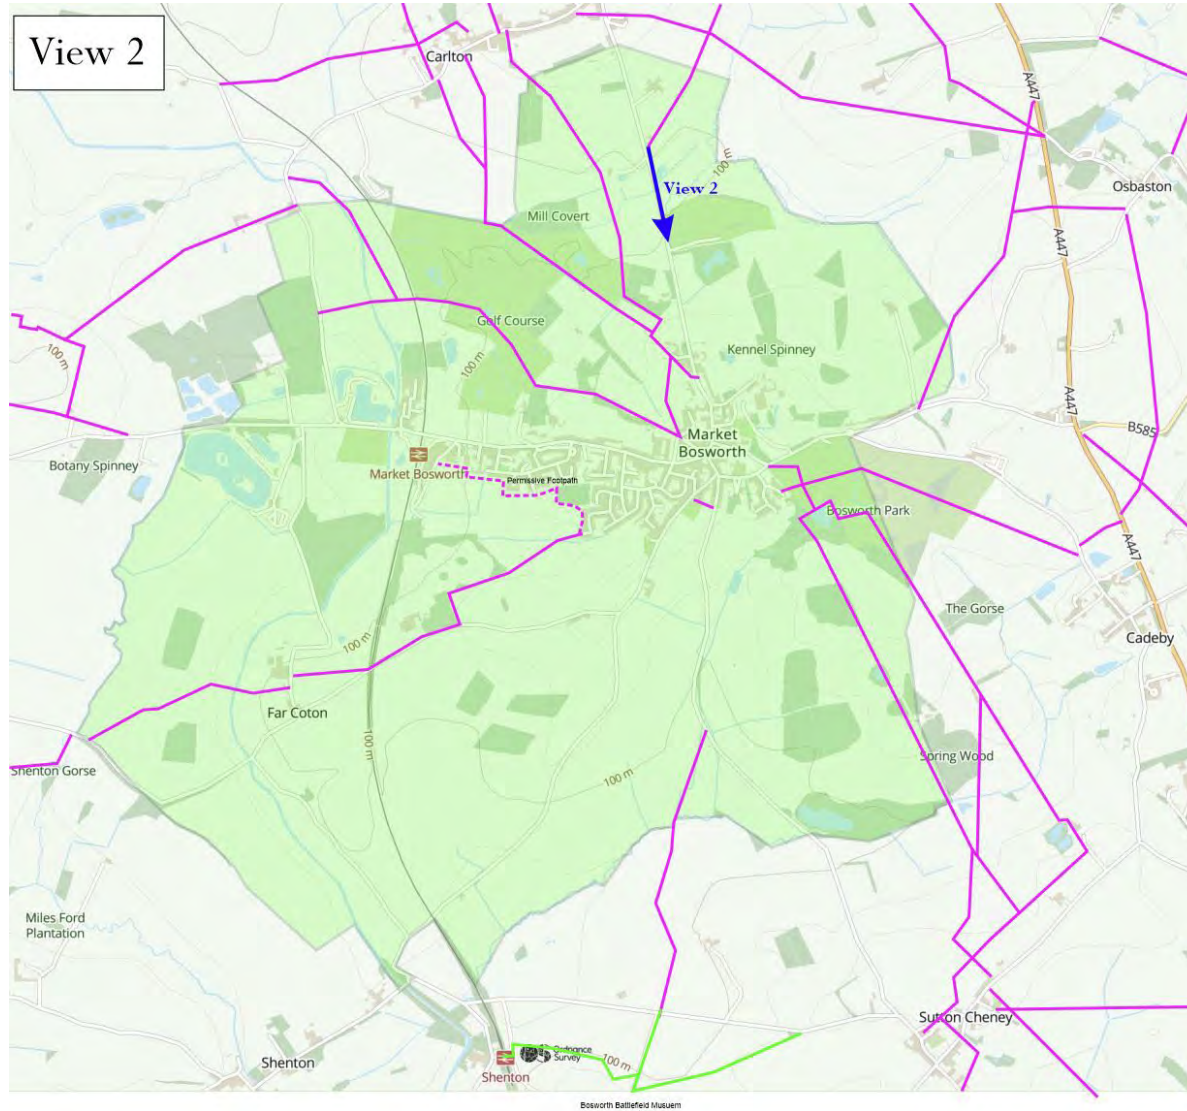 View 2
Carlton
A447
100 m
Osbaston
View 2
Mill Covert
A447
Golf Course
100 m
100 m
Kennel Spinney
A447
B585
Market
Bosworth
Botany Spinney
Market Bosworth
Permissive Footpath
Bosworth Park
A447
The Gorse
Cadeby
100 m
Far Coton
100 m
Spring Wood
Shenton Gorse
100 m
Miles Ford
Plantation
Sutton Cheney
Shenton
Ordnance
Survey
100 m
Shenton
Bosworth Battlefield Musuem